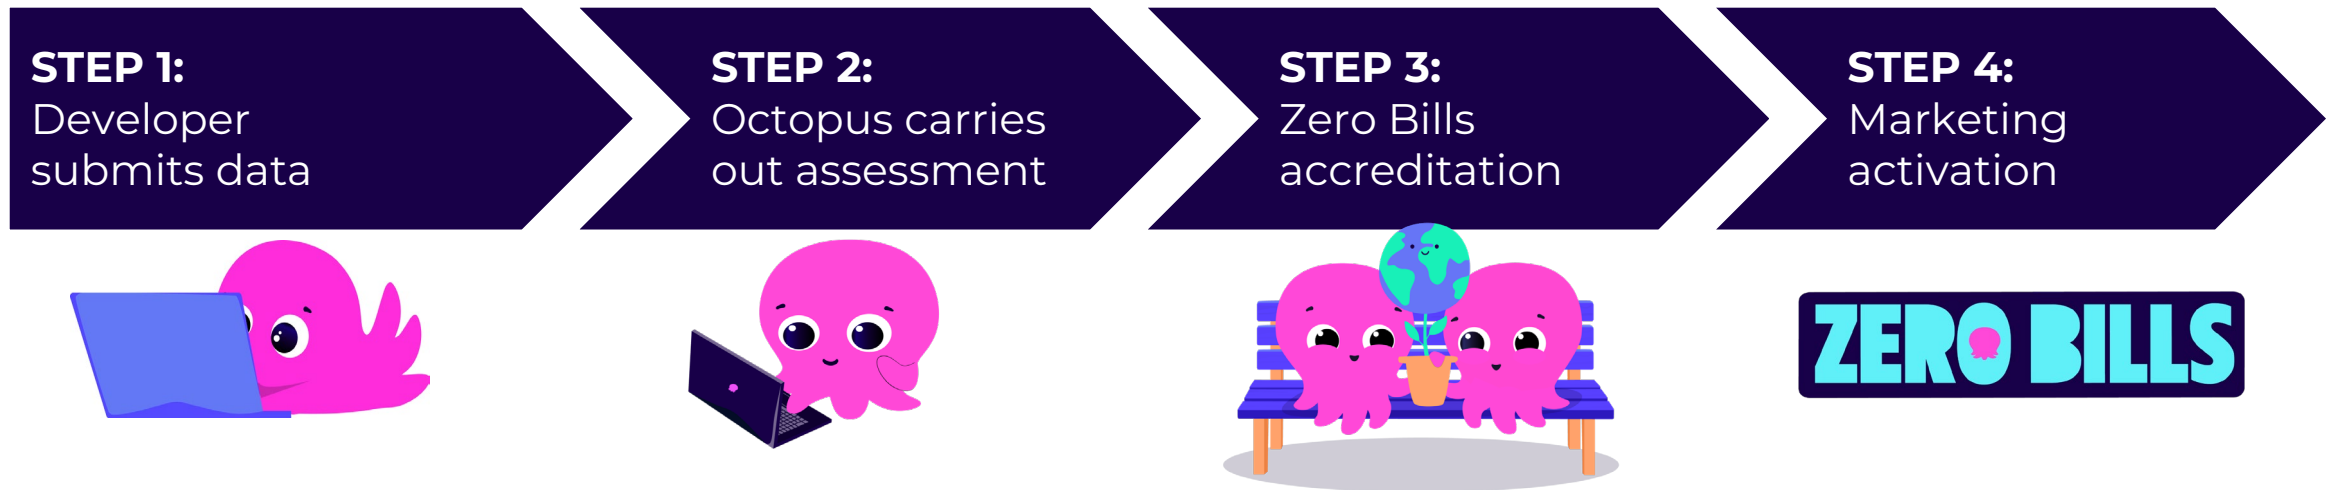 STEP 1:
Developer
submits data
STEP 2:
Octopus carries
out assessment
STEP 3:
Zero Bills
accreditation
STEP 4:
Marketing
activation
ZERO BILLS